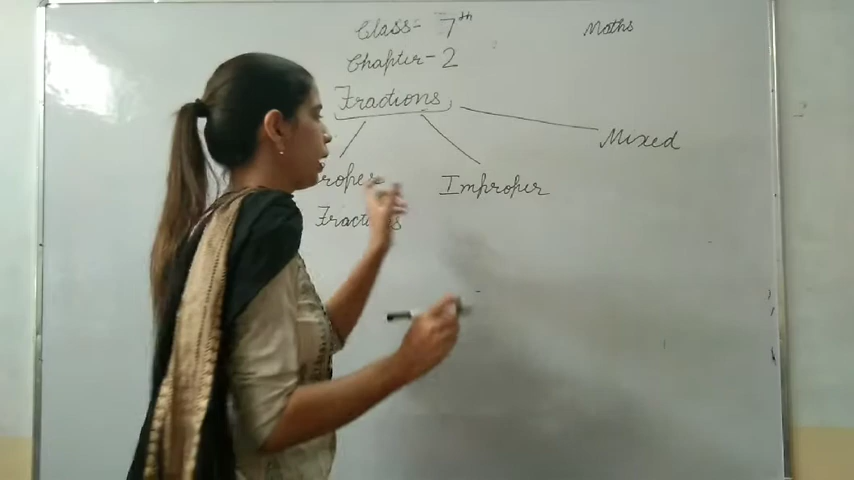 Class- 7th
Maths
Chapter- 2
Fractions
Mixed
Improper